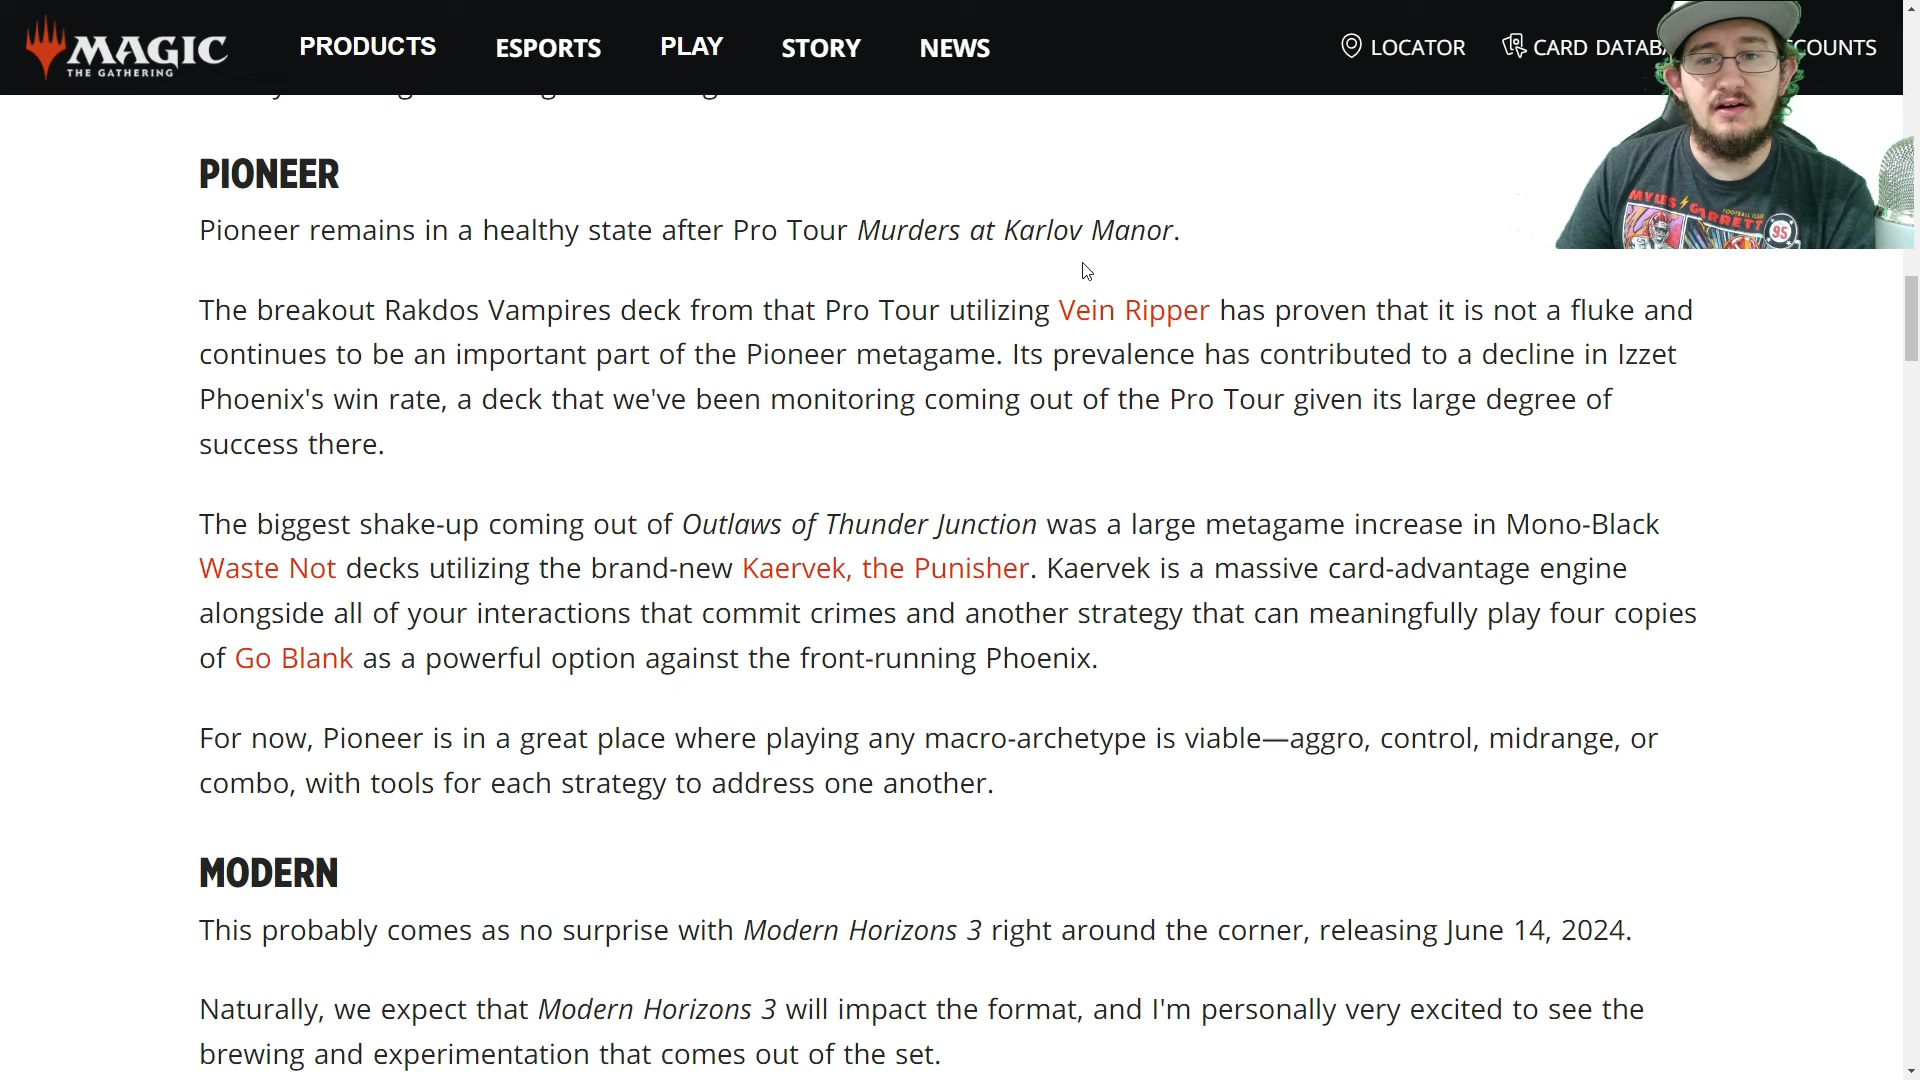 MAGIC
THE GATHERING
PRODUCTS
ESPORTS
PLAY
STORY
NEWS
LOCATOR
CARD
PIONEER
Pioneer remains in a healthy state after Pro Tour Murders at Karlov Manor.
The breakout Rakdos Vampires deck from that Pro Tour utilizing Vein Ripper has proven that it is not a fluke and
continues to be an important part of the Pioneer metagame. Its prevalence has contributed to a decline in Izzet
Phoenix's win rate, a deck that we've been monitoring coming out of the Pro Tour given its large degree of
success there.
The biggest shake-up coming out of Outlaws of Thunder Junction was a large metagame increase in Mono-Black
Waste Not decks utilizing the brand-new Kaervek, the Punisher. Kaervek is a massive card-advantage engine
alongside all of your interactions that commit crimes and another strategy that can meaningfully play four copies
of Go Blank as a powerful option against the front-running Phoenix.
For now, Pioneer is in a great place where playing any macro-archetype is viable—aggro, control, midrange, or
combo, with tools for each strategy to address one another.
MODERN
This probably comes as no surprise with Modern Horizons 3 right around the corner, releasing June 14, 2024.
Naturally, we expect that Modern Horizons 3 will impact the format, and I'm personally very excited to see the
brewing and experimentation that comes out of the set.
MYLES GARRETT
95